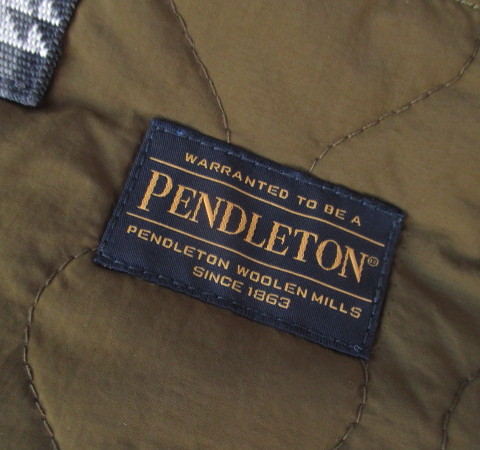 WARRANTED TO BE A
PENDLETON®
PENDLETON WOOLEN MILLS
SINCE 1863